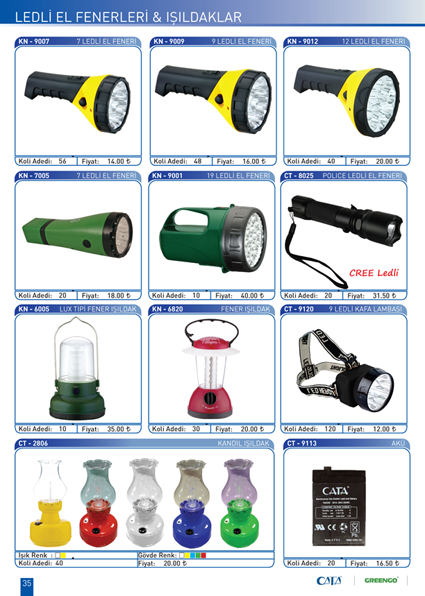 LEDLİ EL FENERLERİ & IŞILDAKLAR
KN - 9007 7 LEDLİ EL FENERİ
Koli Adedi: 56 Fiyat: 14.00 ₺
KN - 9009 9 LEDLİ EL FENERİ
Koli Adedi: 48 Fiyat: 16.00 ₺
KN - 9012 12 LEDLİ EL FENERİ
Koli Adedi: 40 Fiyat: 20.00 ₺
KN - 7005 7 LEDLİ EL FENERİ
Koli Adedi: 20 Fiyat: 18.00 ₺
KN - 9001 19 LEDLİ EL FENERİ
Koli Adedi: 10 Fiyat: 40.00 ₺
CT - 8025 POLICE LEDLİ EL FENERİ
CREE Ledli
Koli Adedi: 20 Fiyat: 31.50 ₺
KN - 6005 LUX TIPİ FENER IŞILDAK
Koli Adedi: 10 Fiyat: 35.00 ₺
KN - 6820 FENER IŞILDAK
Koli Adedi: 30 Fiyat: 20.00 ₺
CT - 9120 9 LEDLİ KAFA LAMBASI
Koli Adedi: 120 Fiyat: 12.00 ₺
CT - 2806 KANDİL IŞILDAK
Işık Renk : Gövde Renk:
Koli Adedi: 40 Fiyat: 20.00 ₺
CT - 9113 AKÜ
CATA
Koli Adedi: 20 Fiyat: 16.50 ₺
35 CATA GREENGO